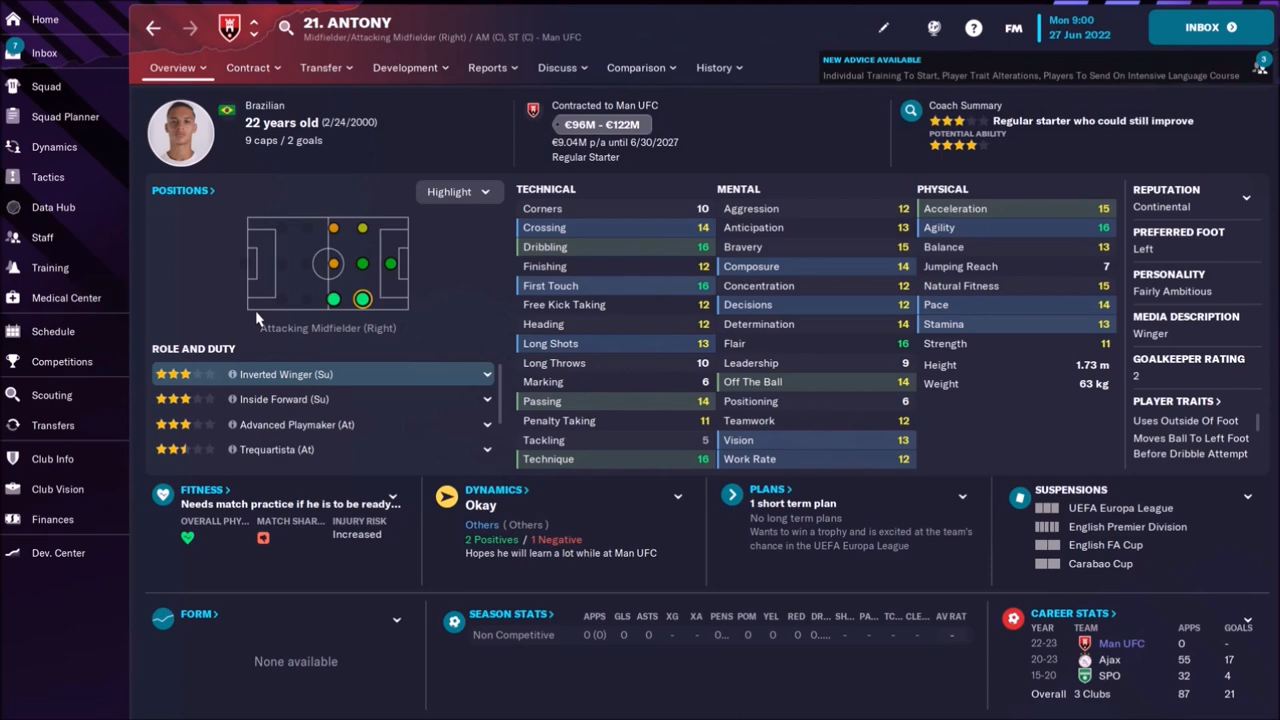 Home
7
Inbox
Squad
Squad Planner
Dynamics
Tactics
Data Hub
Staff
Training
Medical Center
Schedule
Competitions
Scouting
Transfers
Club Info
Club Vision
Finances
Dev. Center
21. ANTONY
Midfielder/Attacking Midfielder (Right) / AM (C), ST (C) - Man UFC
FM
Mon 9:00
27 Jun 2022
INBOX
Overview
Contract
Transfer
Development
Reports
Discuss
Comparison
History
NEW ADVICE AVAILABLE
Individual Training To Start, Player Trait Alterations, Players To Send On Intensive Language Course
3
Brazilian
22 years old (2/24/2000)
9 caps / 2 goals
Contracted to Man UFC
€96M - €122M
€9.04M p/a until 6/30/2027
Regular Starter
Coach Summary
Regular starter who could still improve
POTENTIAL ABILITY
POSITIONS
Highlight
Attacking Midfielder (Right)
ROLE AND DUTY
Inverted Winger (Su)
Inside Forward (Su)
Advanced Playmaker (At)
Trequartista (At)
TECHNICAL
Corners 10
Crossing 14
Dribbling 16
Finishing 12
First Touch 16
Free Kick Taking 12
Heading 12
Long Shots 13
Long Throws 10
Marking 6
Passing 14
Penalty Taking 11
Tackling 5
Technique 16
MENTAL
Aggression 12
Anticipation 13
Bravery 15
Composure 14
Concentration 12
Decisions 12
Determination 14
Flair 16
Leadership 9
Off The Ball 14
Positioning 6
Teamwork 12
Vision 13
Work Rate 12
PHYSICAL
Acceleration 15
Agility 16
Balance 13
Jumping Reach 7
Natural Fitness 15
Pace 14
Stamina 13
Strength 11
Height 1.73 m
Weight 63 kg
REPUTATION
Continental
PREFERRED FOOT
Left
PERSONALITY
Fairly Ambitious
MEDIA DESCRIPTION
Winger
GOALKEEPER RATING
2
PLAYER TRAITS
Uses Outside Of Foot
Moves Ball To Left Foot
Before Dribble Attempt
FITNESS
Needs match practice if he is to be ready...
OVERALL PHY... MATCH SHAR... INJURY RISK
Increased
DYNAMICS
Okay
Others ( Others )
2 Positives / 1 Negative
Hopes he will learn a lot while at Man UFC
PLANS
1 short term plan
No long term plans
Wants to win a trophy and is excited at the team's
chance in the UEFA Europa League
SUSPENSIONS
UEFA Europa League
English Premier Division
English FA Cup
Carabao Cup
FORM
None available
SEASON STATS APPS GLS ASTS XG XA PENS POM YEL RED DR... SH... PA... TC... CLE... AV RAT
Non Competitive 0 (0) 0 0 - - 0... 0 0 0 0..... - - - - -
CAREER STATS
YEAR TEAM APPS GOALS
22-23 Man UFC 0 -
20-23 Ajax 55 17
15-20 SPO 32 4
Overall 3 Clubs 87 21